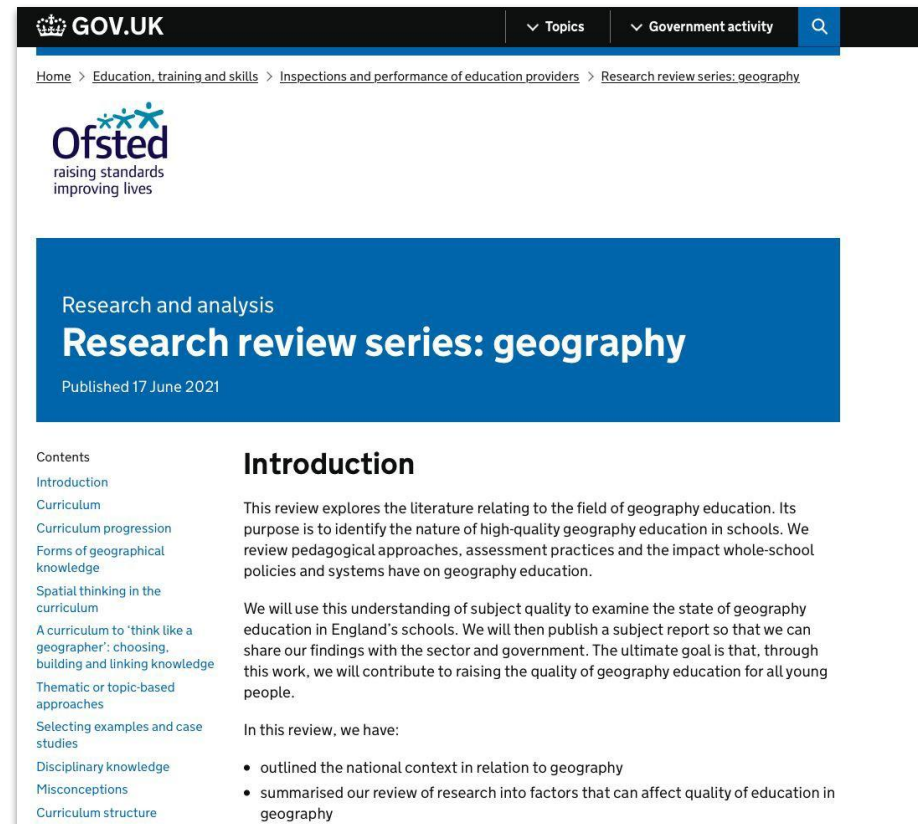 GOV.UK
Topics
Government activity
Home > Education, training and skills > Inspections and performance of education providers > Research review series: geography
Ofsted
raising standards
improving lives
Research and analysis
Research review series: geography
Published 17 June 2021
Contents
Introduction
Curriculum
Curriculum progression
Forms of geographical
knowledge
Spatial thinking in the
curriculum
A curriculum to ‘think like a
geographer’: choosing,
building and linking knowledge
Thematic or topic-based
approaches
Selecting examples and case
studies
Disciplinary knowledge
Misconceptions
Curriculum structure
Introduction
This review explores the literature relating to the field of geography education. Its
purpose is to identify the nature of high-quality geography education in schools. We
review pedagogical approaches, assessment practices and the impact whole-school
policies and systems have on geography education.
We will use this understanding of subject quality to examine the state of geography
education in England’s schools. We will then publish a subject report so that we can
share our findings with the sector and government. The ultimate goal is that, through
this work, we will contribute to raising the quality of geography education for all young
people.
In this review, we have:
• outlined the national context in relation to geography
• summarised our review of research into factors that can affect quality of education in
geography